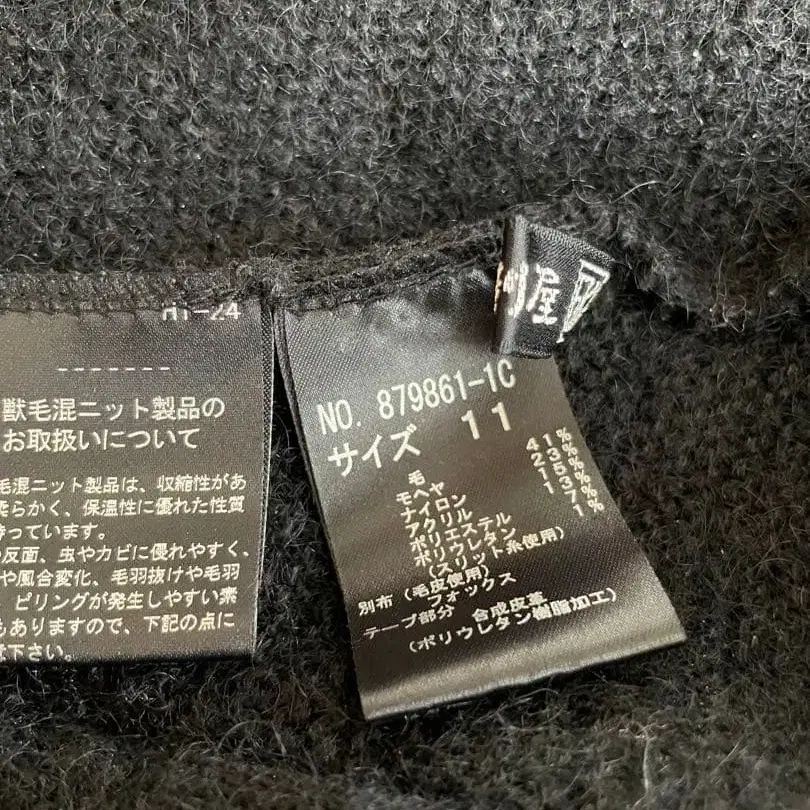 HT-24
-------
獣毛混ニット製品の
お取扱いについて
毛混ニット製品は、収縮性があ
柔らかく、保温性に優れた性質
持っています。
反面、虫やカビに優れやすく、
や風合変化、毛羽抜けや毛羽
、ピリングが発生しやすい素
もありますので、下記の点に
下さい。
屋
NO. 879861-1C
サイズ 11
毛 41%
モヘヤ 23%
ナイロン 15%
アクリル 13%
ポリエステル 7%
ポリウレタン 1%
(スリット糸使用)
別布 (毛皮使用)
フォックス
テープ部分 合成皮革
(ポリウレタン樹脂加工)